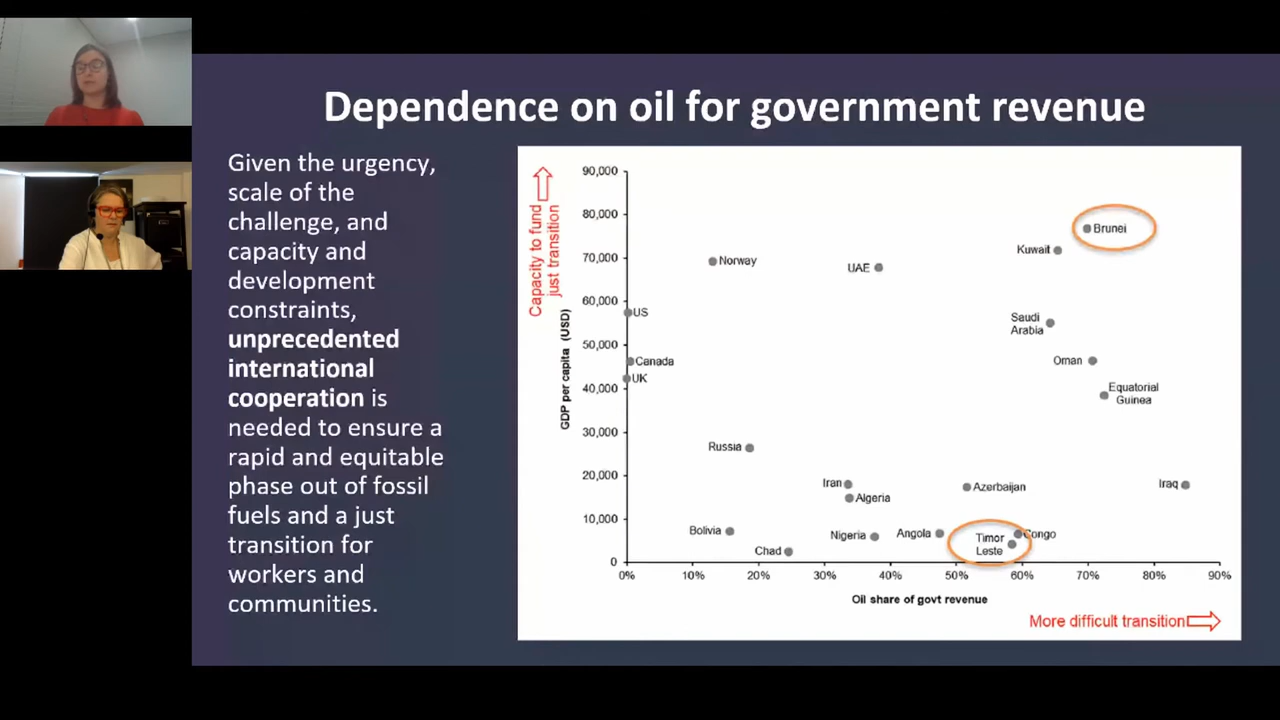 Dependence on oil for government revenue
Given the urgency,
scale of the
challenge, and
capacity and
development
constraints,
unprecedented
international
cooperation is
needed to ensure a
rapid and equitable
phase out of fossil
fuels and a just
transition for
workers and
communities.
Capacity to fund
just transition
GDP per capita (USD)
90,000
80,000
70,000
60,000
50,000
40,000
30,000
20,000
10,000
0
Brunei
Kuwait
Norway
UAE
US
Saudi
Arabia
Canada
Oman
UK
Equatorial
Guinea
Russia
Iran
Azerbaijan
Iraq
Algeria
Bolivia
Nigeria
Angola
Timor
Leste
Congo
Chad
0%
10%
20%
30%
40%
50%
60%
70%
80%
90%
Oil share of govt revenue
More difficult transition